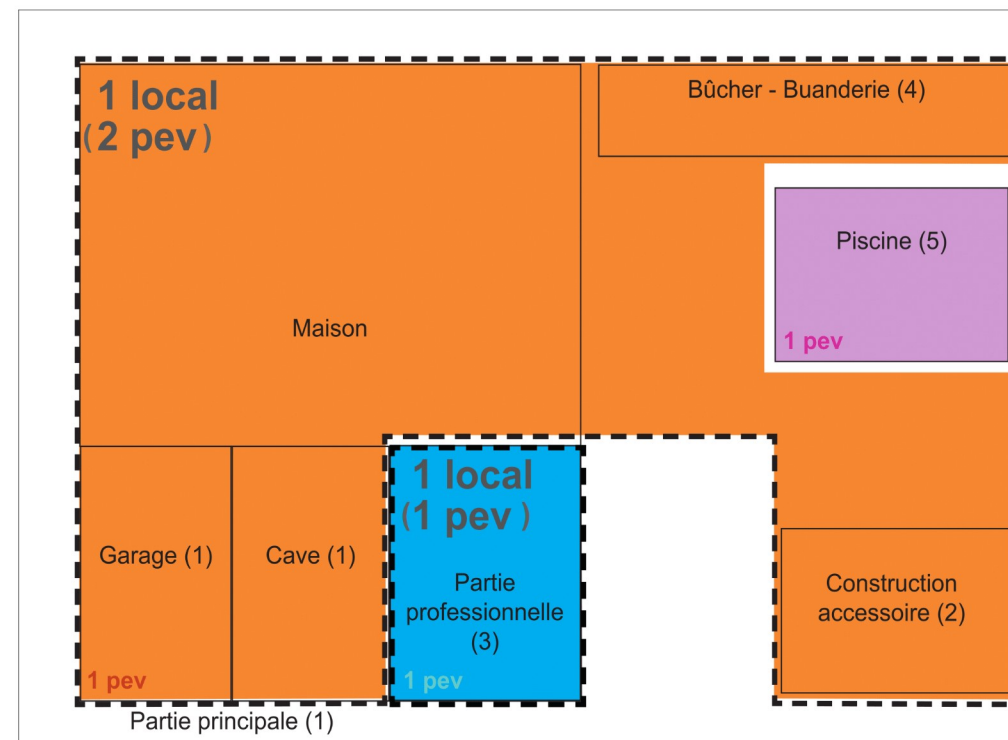 1 local
(2 pev)
Bûcher - Buanderie (4)
Piscine (5)
1 pev
Maison
1 local
(1 pev)
Garage (1)
Cave (1)
Partie
professionnelle
(3)
Construction
accessoire (2)
1 pev
1 pev
Partie principale (1)